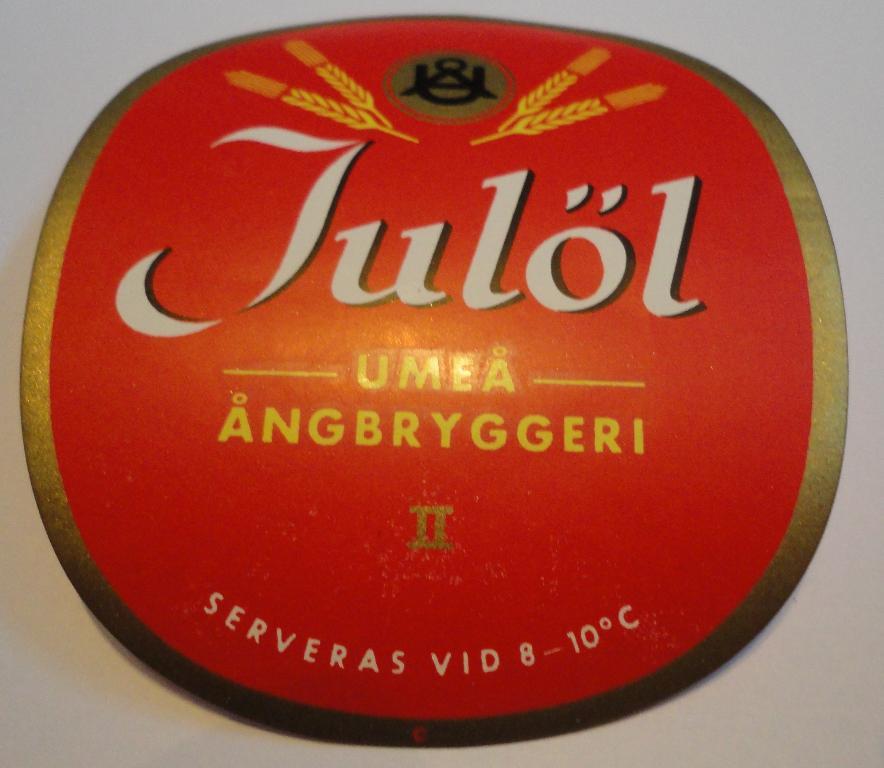 Julöl
UMEÅ
ÅNGBRYGGERI
II
SERVERAS VID 8–10°C